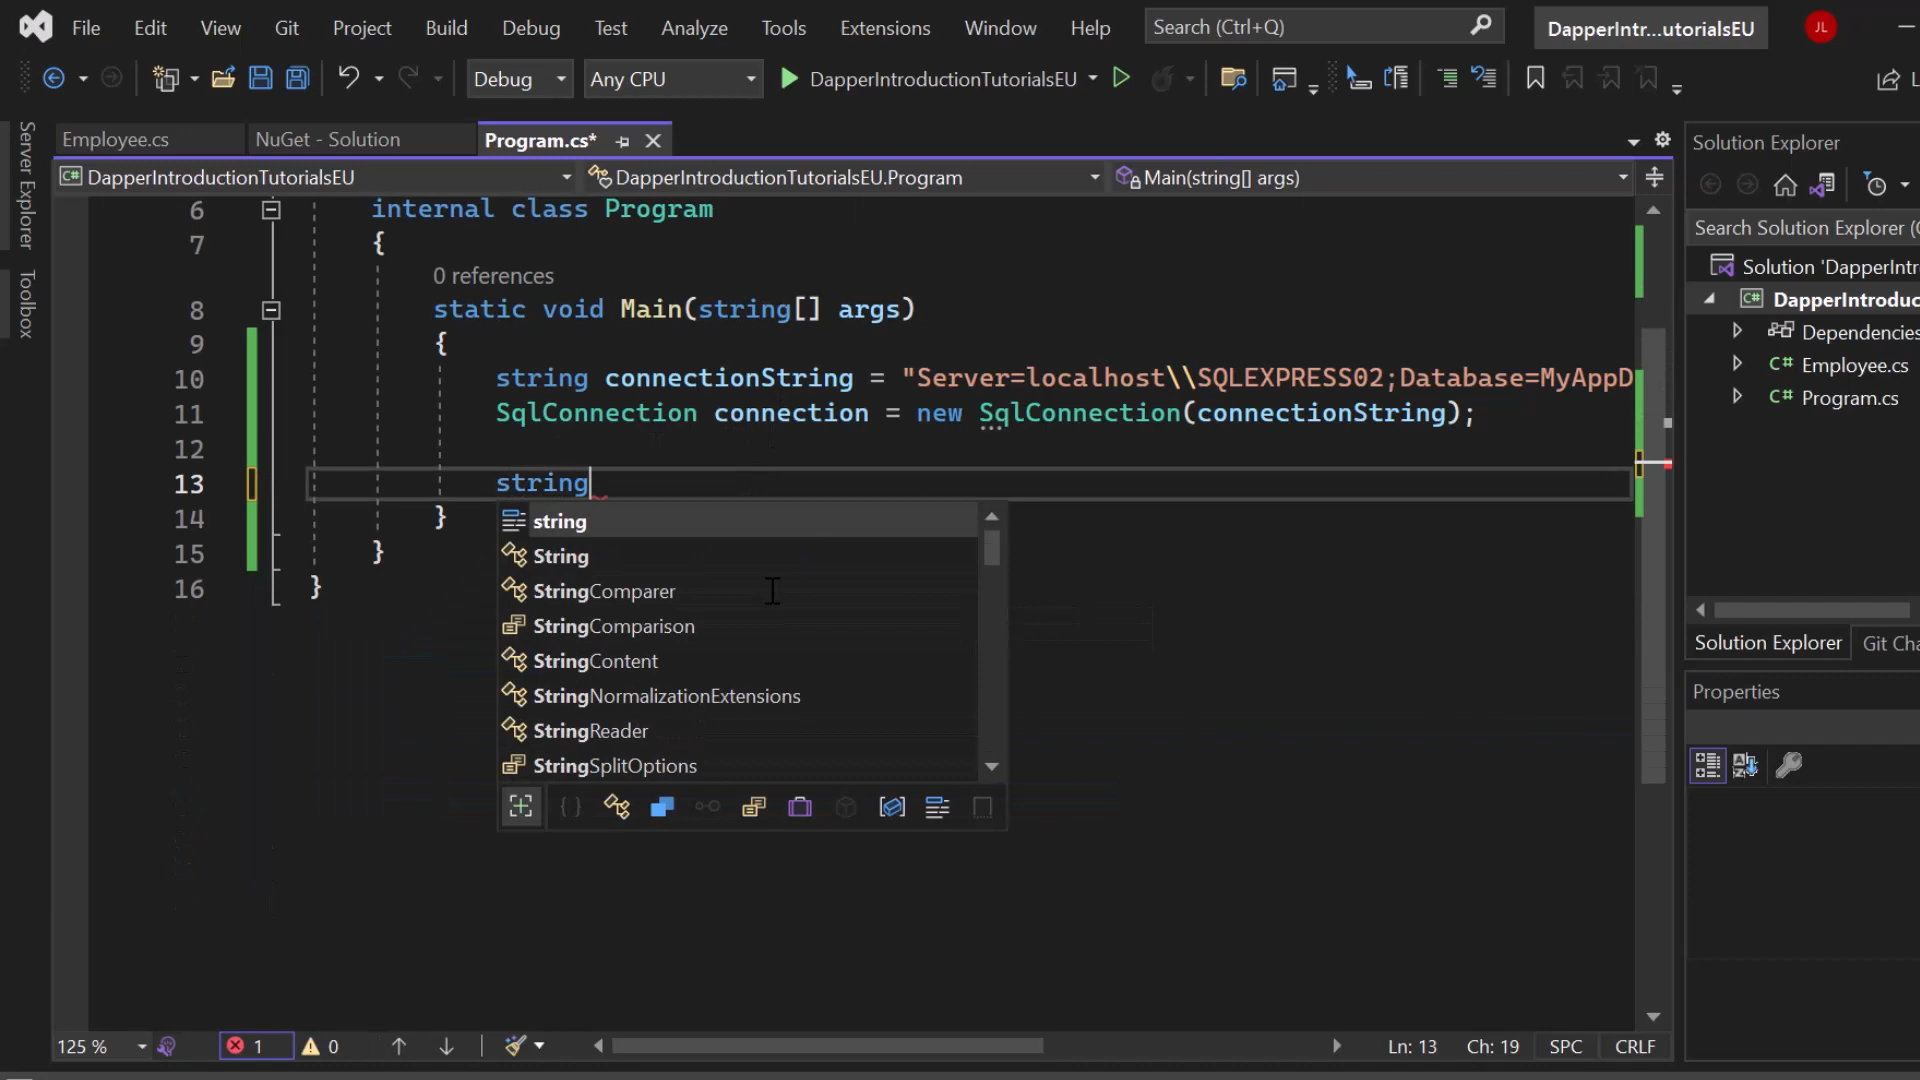 File Edit View Git Project Build Debug Test Analyze Tools Extensions Window Help Search (Ctrl+Q) DapperIntr...utorialsEU JL
Debug Any CPU DapperIntroductionTutorialsEU L
Server Explorer
Toolbox
Employee.cs NuGet - Solution Program.cs*
DapperIntroductionTutorialsEU DapperIntroductionTutorialsEU.Program Main(string[] args)
6 internal class Program
7 {
0 references
8 static void Main(string[] args)
9 {
10 string connectionString = "Server=localhost\\SQLEXPRESS02;Database=MyAppD
11 SqlConnection connection = new SqlConnection(connectionString);
12
13 string
14 }
15 }
16 }
string
String
StringComparer
StringComparison
StringContent
StringNormalizationExtensions
StringReader
StringSplitOptions
125 % 1 0 Ln: 13 Ch: 19 SPC CRLF
Solution Explorer
Search Solution Explorer (C
Solution 'DapperIntr
DapperIntroduc
Dependencies
C# Employee.cs
C# Program.cs
Solution Explorer Git Cha
Properties